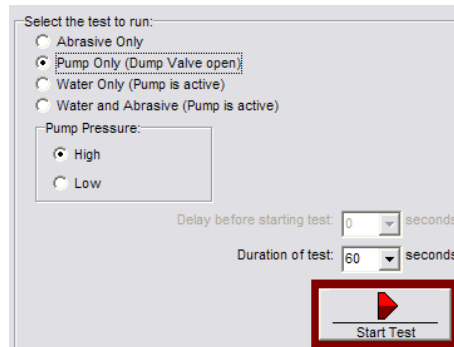 Select the test to run:
Abrasive Only
Pump Only (Dump Valve open)
Water Only (Pump is active)
Water and Abrasive (Pump is active)
Pump Pressure:
High
Low
Delay before starting test: 0 seconds
Duration of test: 60 seconds
Start Test